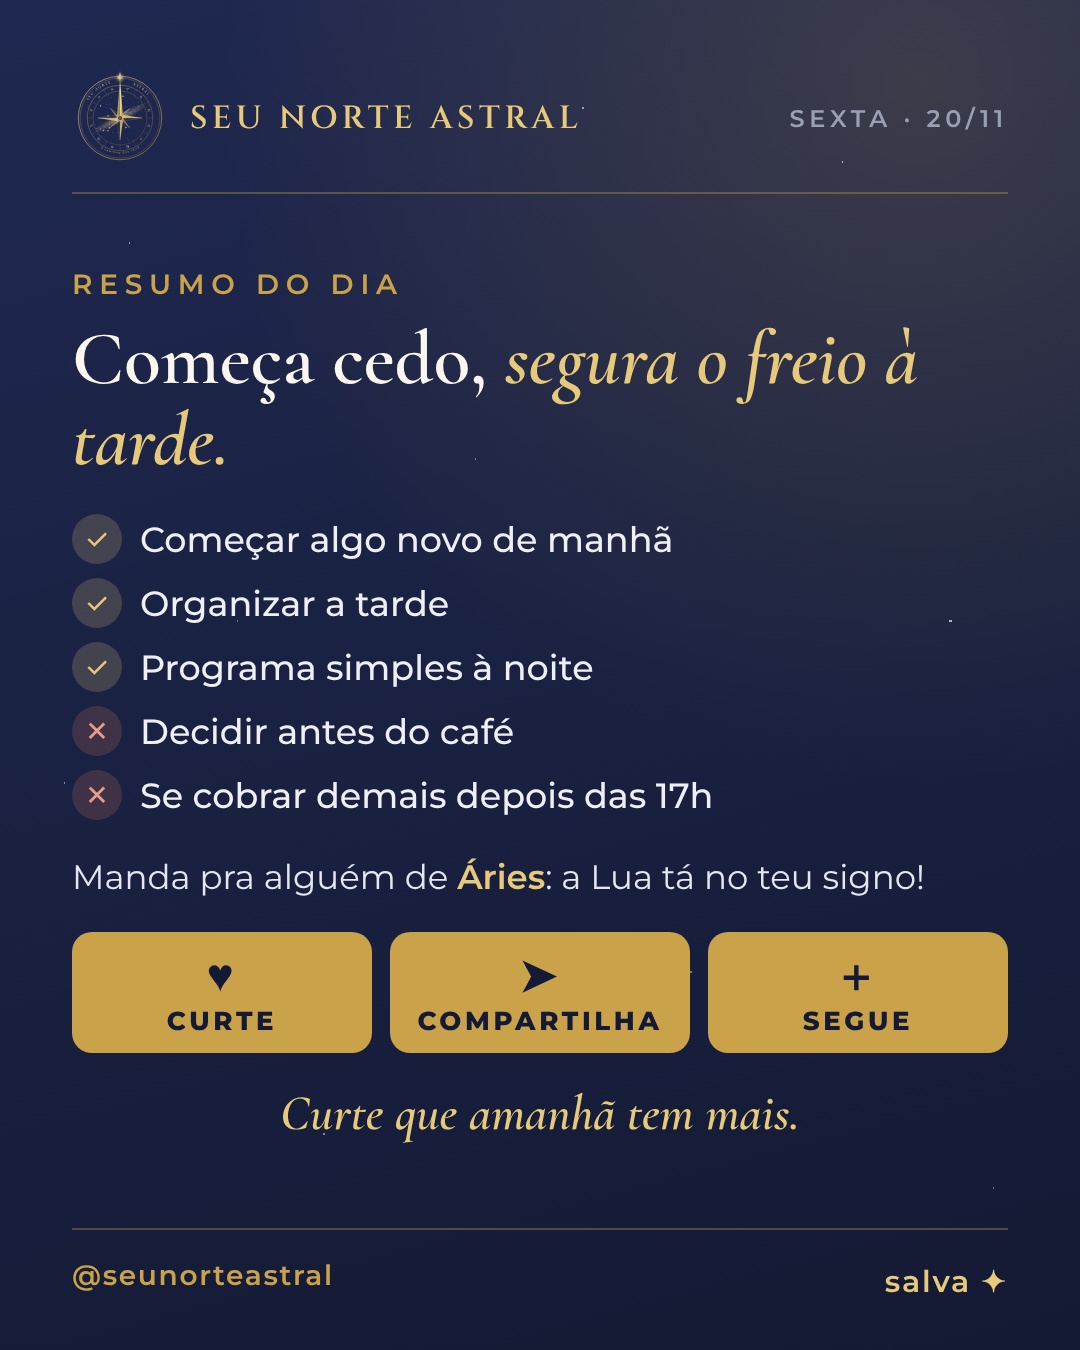 SEU NORTE ASTRAL
SEXTA · 20/11
RESUMO DO DIA
Começa cedo, segura o freio à
tarde.
Começar algo novo de manhã
Organizar a tarde
Programa simples à noite
Decidir antes do café
Se cobrar demais depois das 17h
Manda pra alguém de Áries: a Lua tá no teu signo!
CURTE
COMPARTILHA
SEGUE
Curte que amanhã tem mais.
@seunorteastral
salva ✦